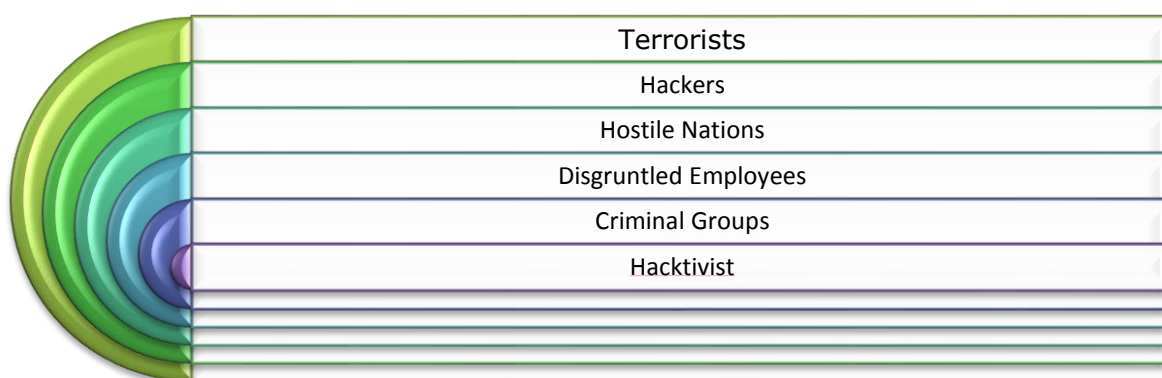 Terrorists
Hackers
Hostile Nations
Disgruntled Employees
Criminal Groups
Hacktivist